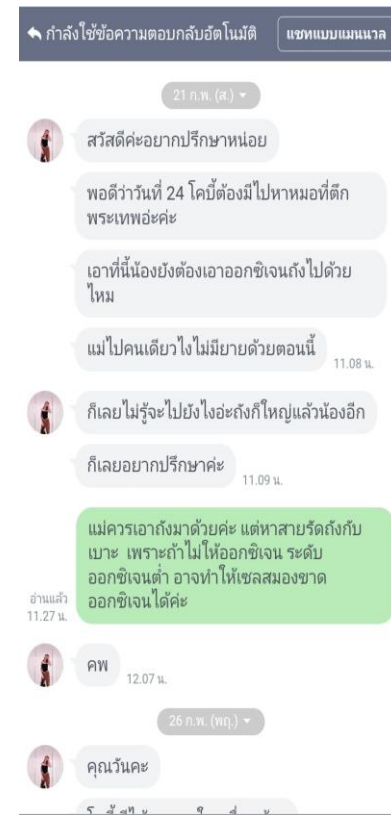 กำลังใช้ข้อความตอบกลับอัตโนมัติ
แชทแบบแมนนวล
21 ก.พ. (ส.)
สวัสดีค่ะอยากปรึกษาหน่อย
พอดีว่าวันที่ 24 โคบี้ต้องมีไปหาหมอที่ตึก
พระเทพอ่ะค่ะ
เอาที่นี้น้องยังต้องเอาออกซิเจนถังไปด้วย
ไหม
แม่ไปคนเดียวไงไม่มียายด้วยตอนนี้
11.08 น.
ก็เลยไม่รู้จะไปยังไงอ่ะถังก็ใหญ่แล้วน้องอีก
ก็เลยอยากปรึกษาค่ะ
11.09 น.
แม่ควรเอาถังมาด้วยค่ะ แต่หาสายรัดถังกับ
เบาะ เพราะถ้าไม่ให้ออกซิเจน ระดับ
ออกซิเจนต่ำ อาจทำให้เซลสมองขาด
ออกซิเจนได้ค่ะ
อ่านแล้ว
11.27 น.
คพ
12.07 น.
26 ก.พ. (พฤ.)
คุณวันคะ